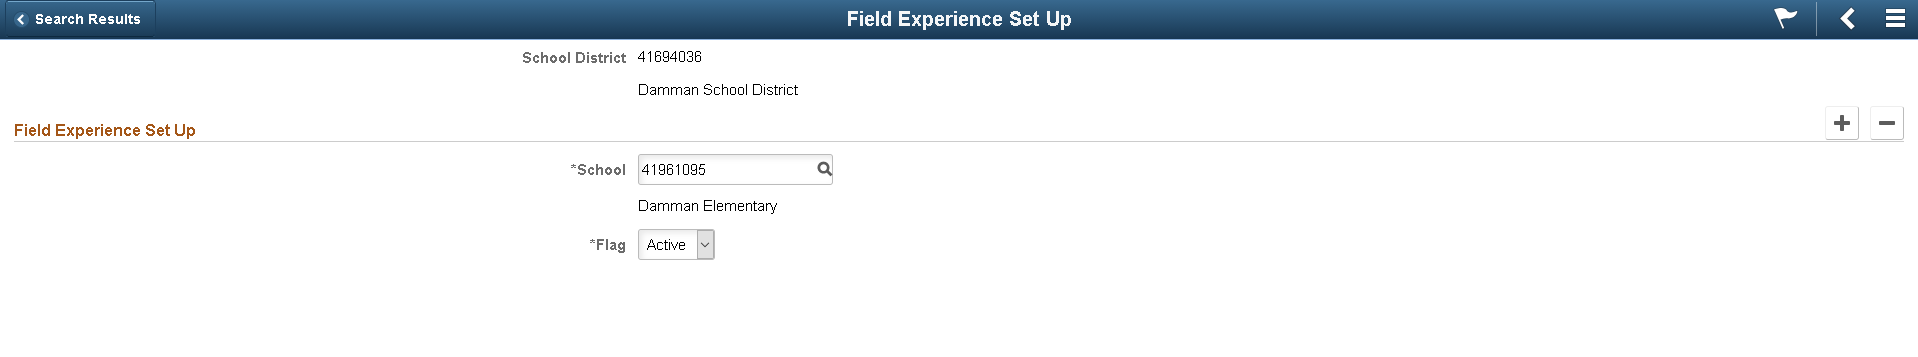 Search Results
Field Experience Set Up
School District 41694036
Damman School District
Field Experience Set Up
*School 41961095
Damman Elementary
*Flag Active